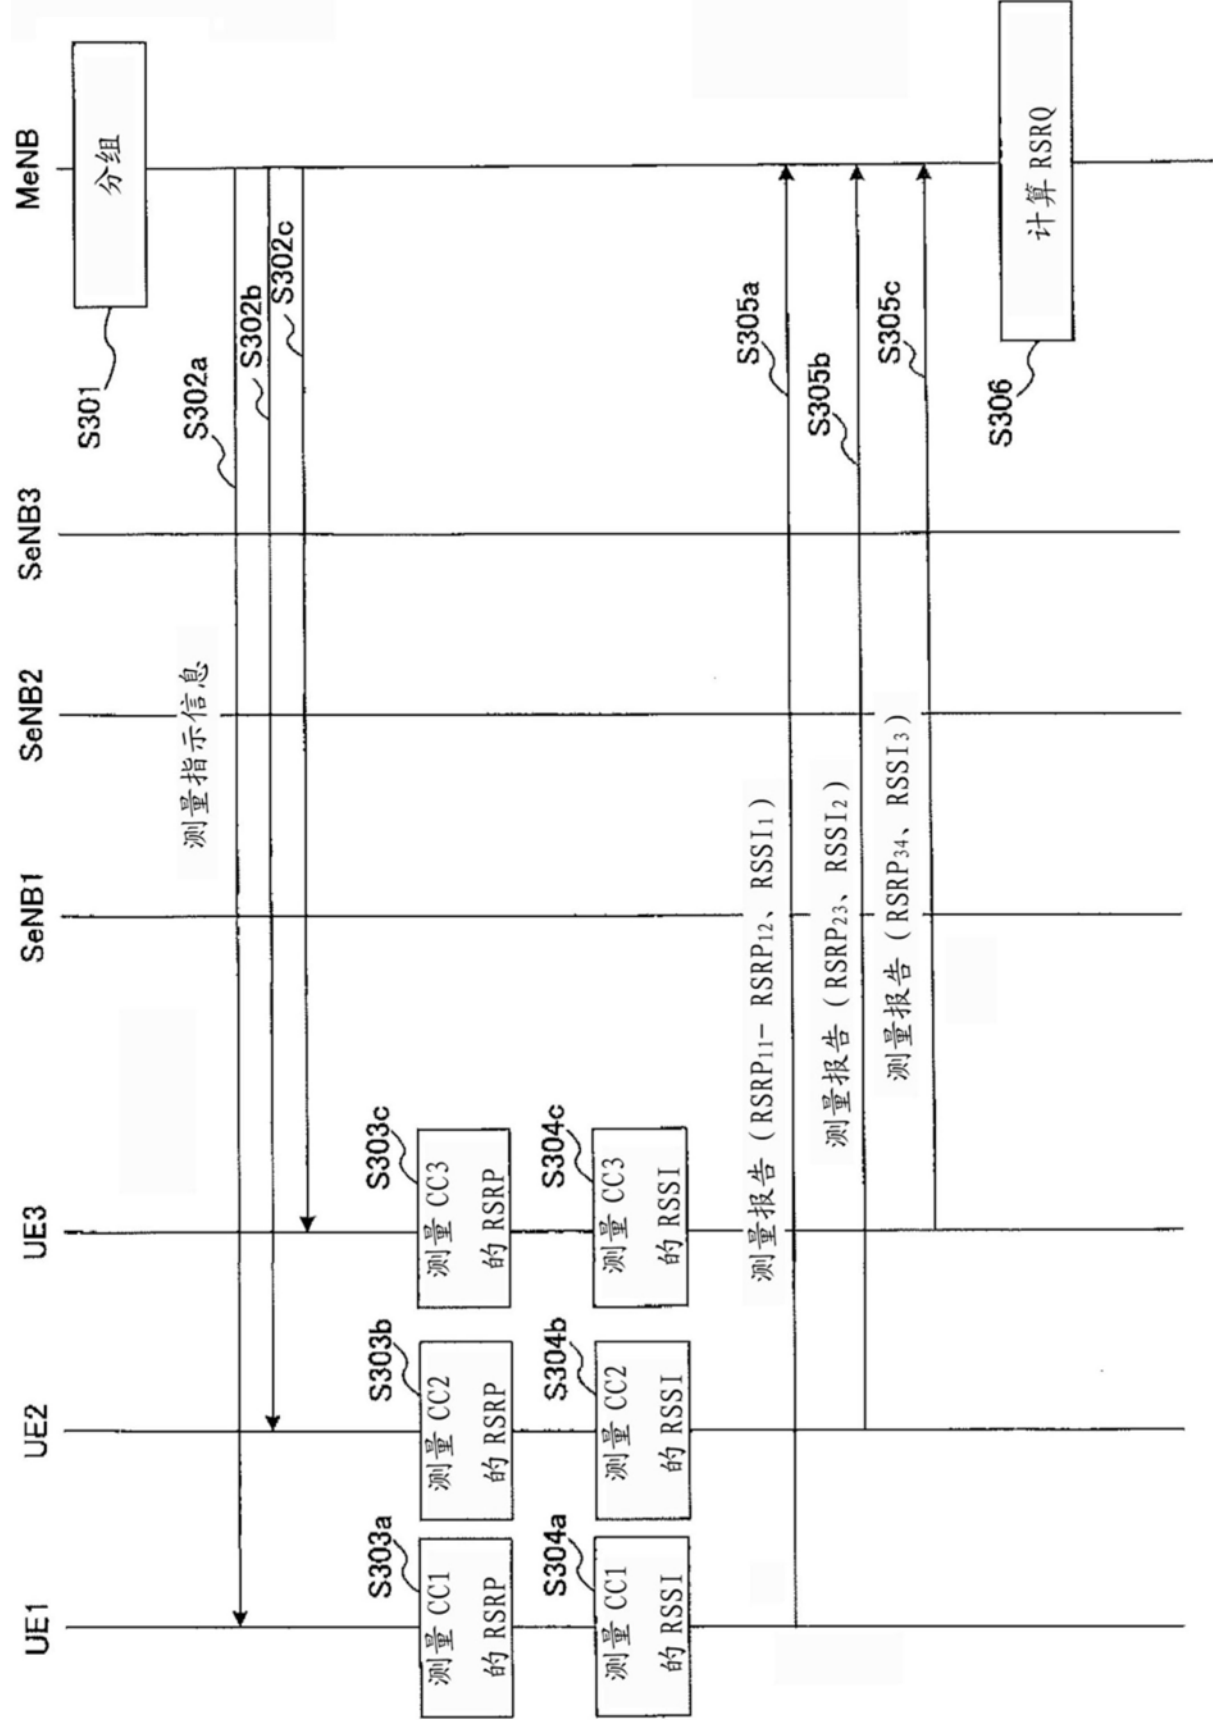 UE1 UE2 UE3 SeNB1 SeNB2 SeNB3 MeNB
S301
分组
测量指示信息
S302a
S302b
S302c
S303a
S303b
S303c
测量 CC1
的 RSRP
测量 CC2
的 RSRP
测量 CC3
的 RSRP
S304a
S304b
S304c
测量 CC1
的 RSSI
测量 CC2
的 RSSI
测量 CC3
的 RSSI
S305a
测量报告（RSRP₁₁- RSRP₁₂、RSSI₁）
S305b
测量报告（RSRP₂₃、RSSI₂）
S305c
测量报告（RSRP₃₄、RSSI₃）
S306
计算 RSRQ